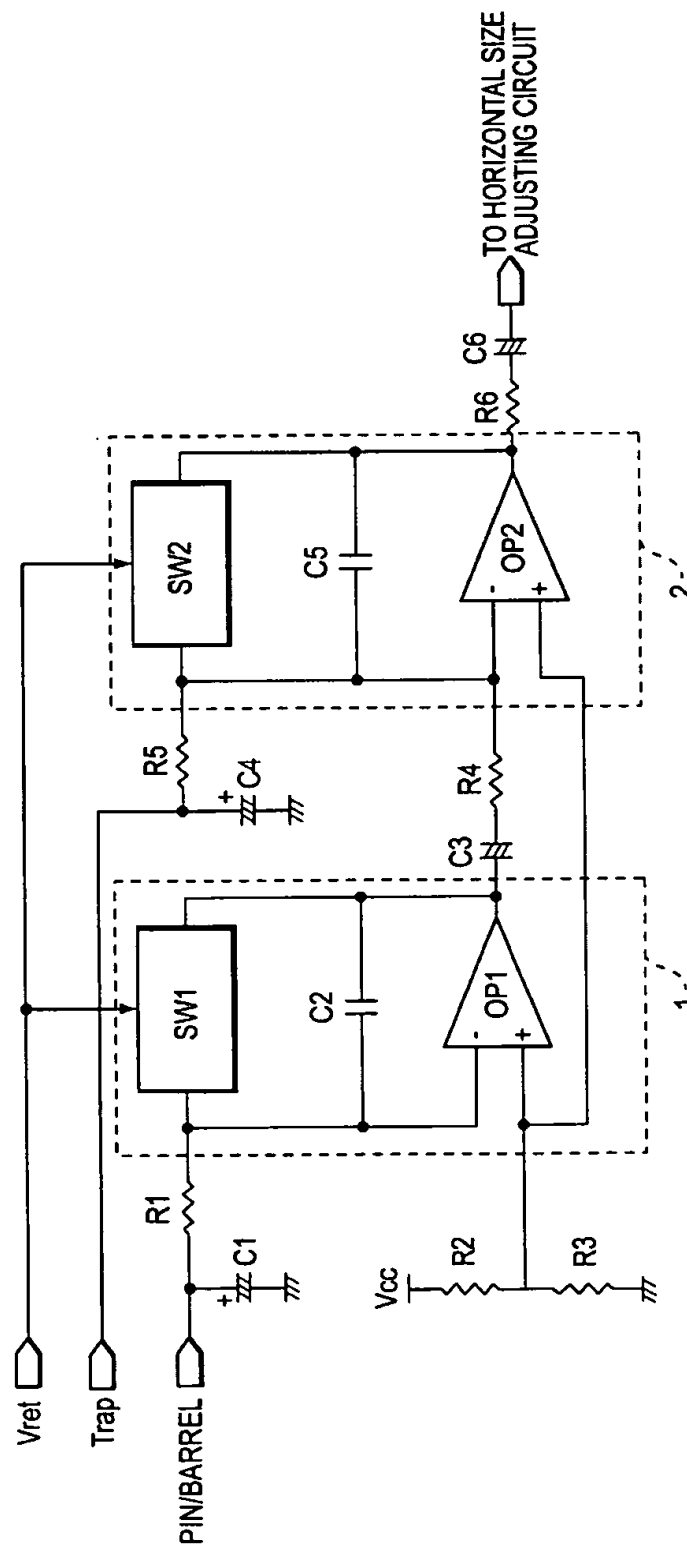 Vret
Trap
PIN/BARREL
C1
R1
Vcc
R2
R3
SW1
C2
OP1
-
+
1
C3
R4
R5
+
C4
SW2
C5
OP2
-
+
2
R6
C6
TO HORIZONTAL SIZE
ADJUSTING CIRCUIT
+